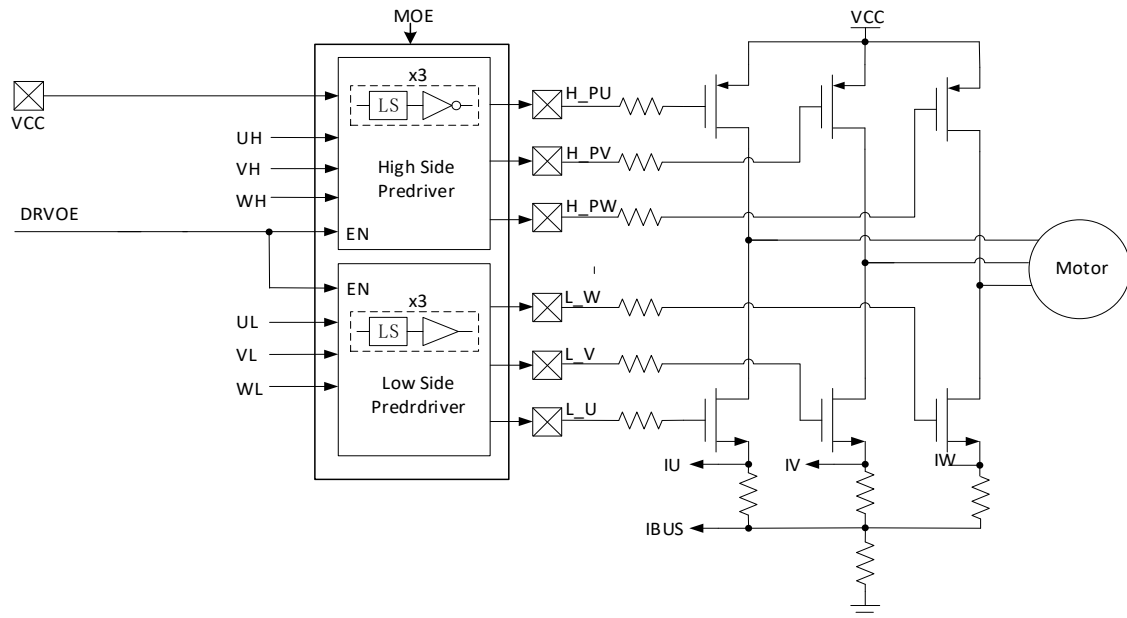 MOE
VCC
x3
LS
High Side
Predriver
EN
VCC
UH
VH
WH
DRVOE
H_PU
H_PV
H_PW
VCC
Motor
EN
x3
LS
Low Side
Predrdriver
UL
VL
WL
L_W
L_V
L_U
IU
IV
IW
IBUS